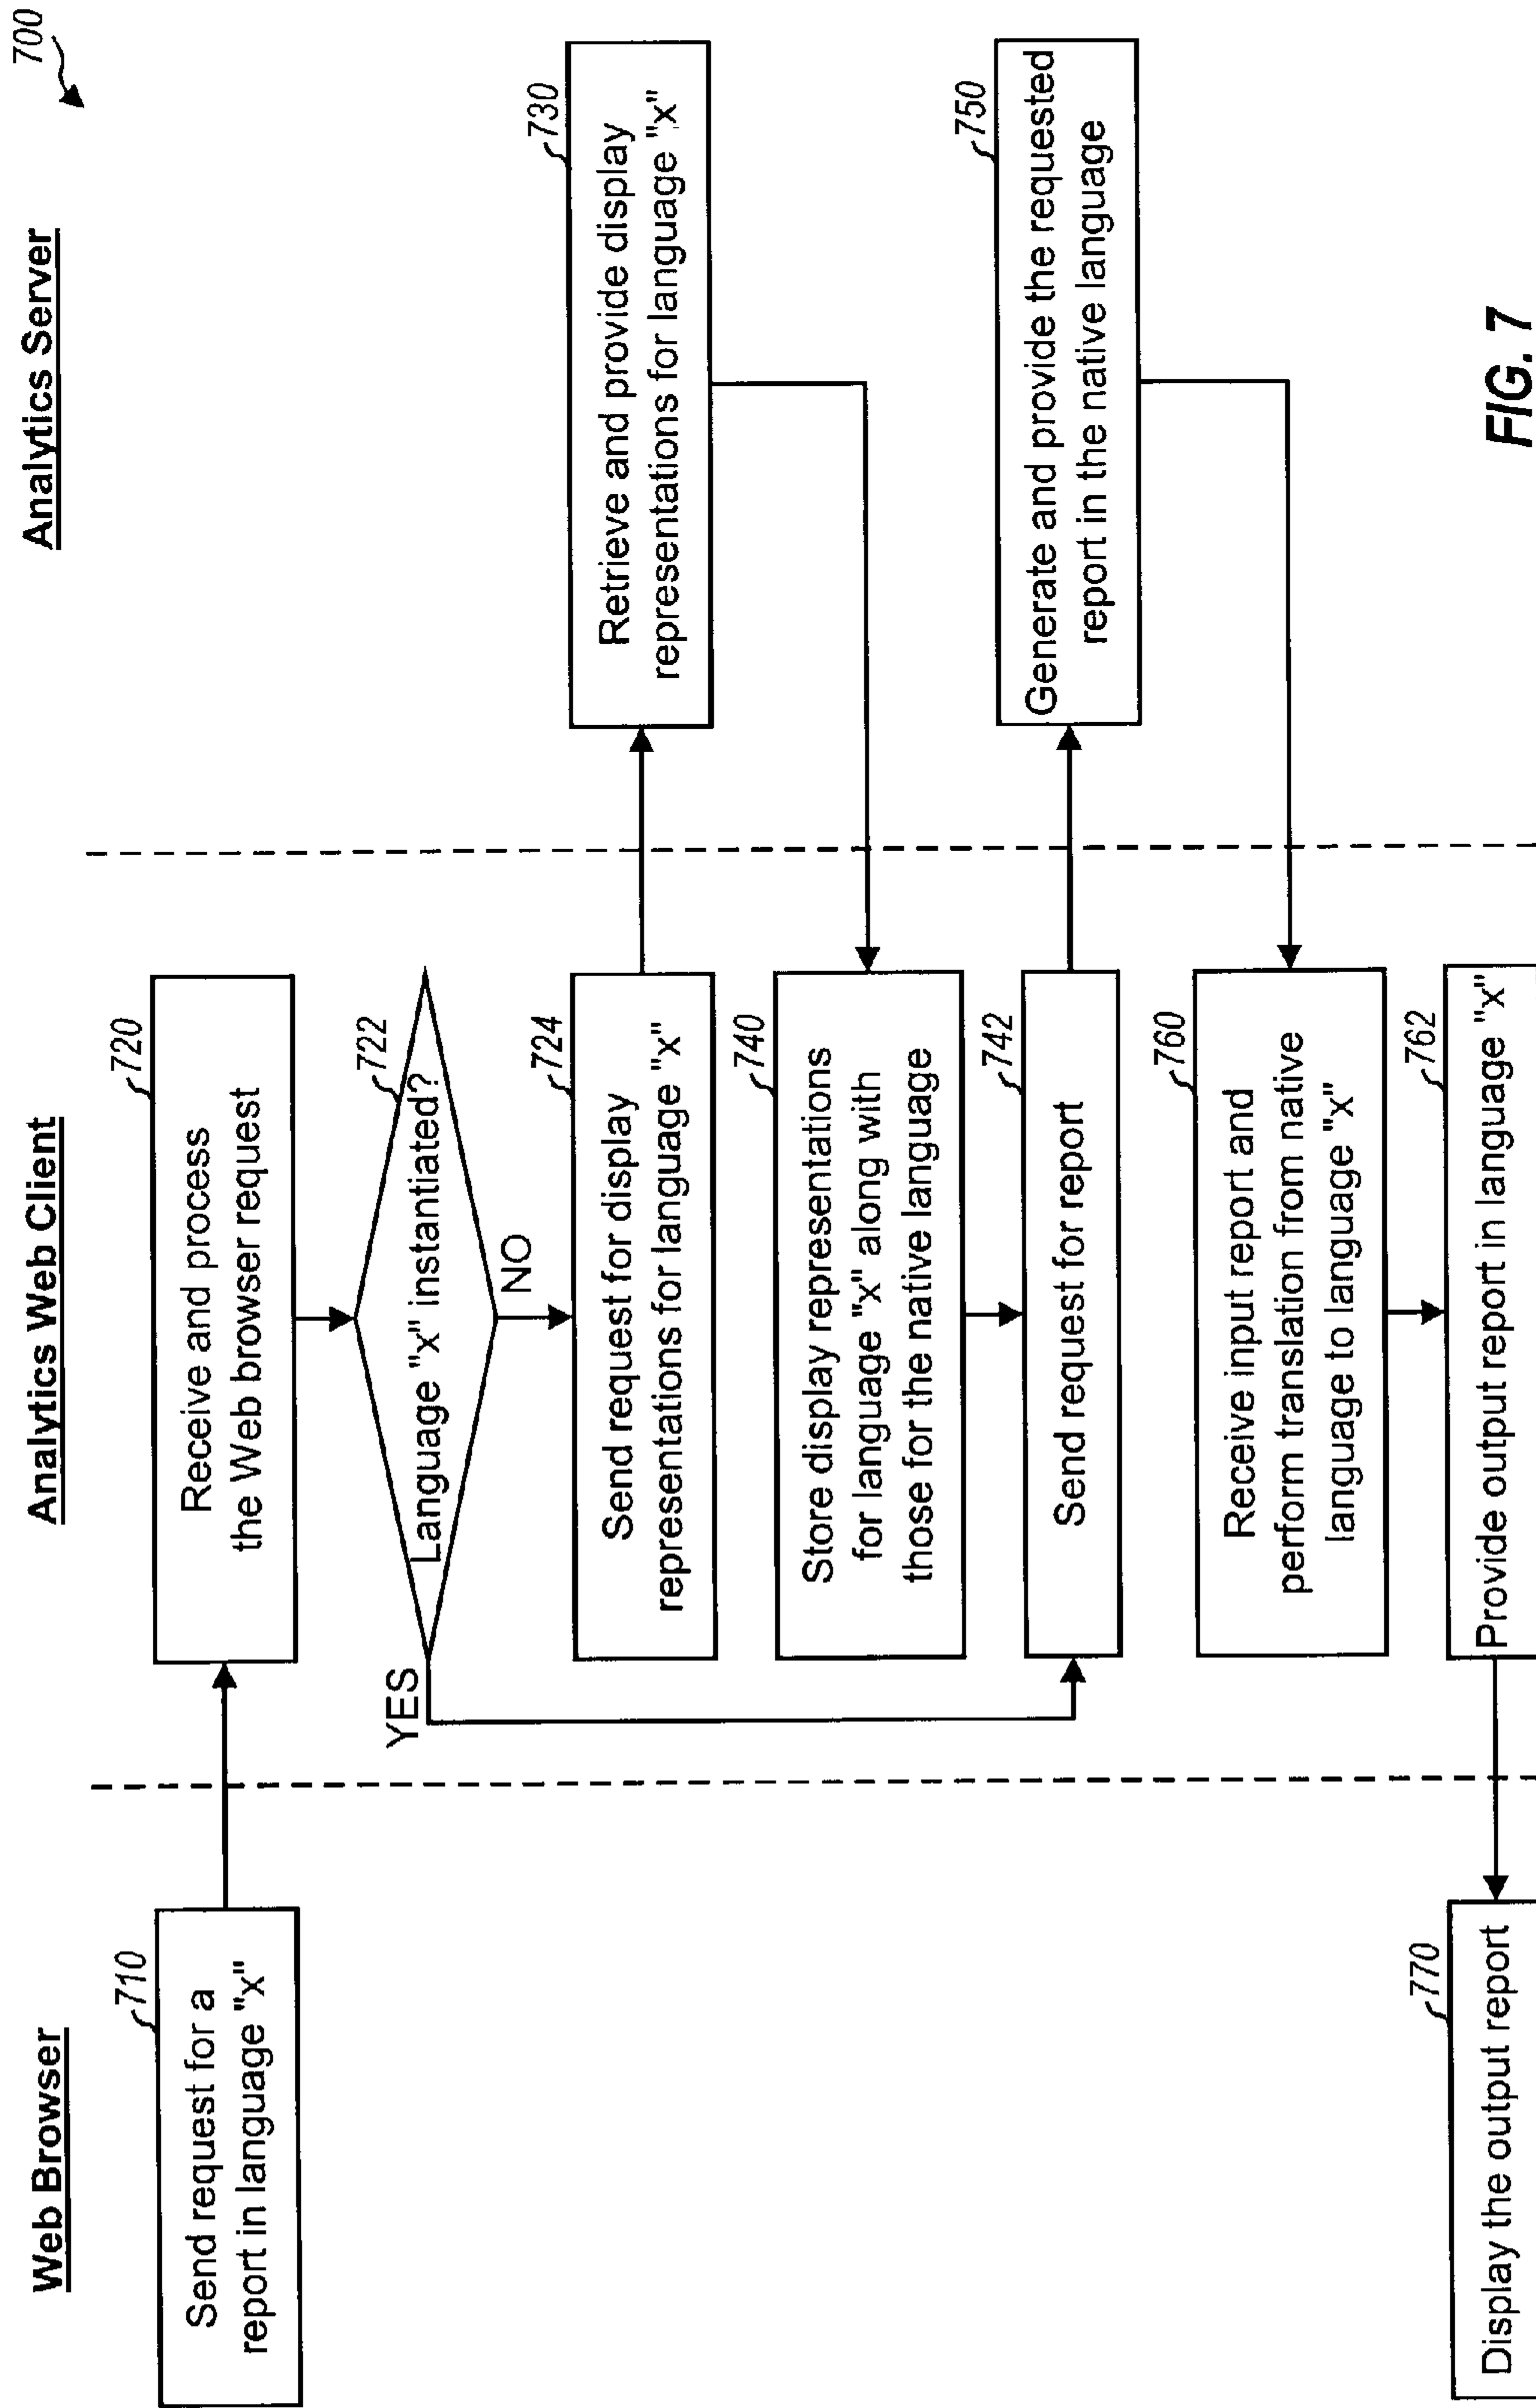 700
Web Browser
Analytics Web Client
Analytics Server
710
Send request for a
report in language "x"
720
Receive and process
the Web browser request
722
Language "x" instantiated?
YES
NO
724
Send request for display
representations for language "x"
730
Retrieve and provide display
representations for language "x"
740
Store display representations
for language "x" along with
those for the native language
742
Send request for report
750
Generate and provide the requested
report in the native language
760
Receive input report and
perform translation from native
language to language "x"
762
Provide output report in language "x"
770
Display the output report
FIG. 7